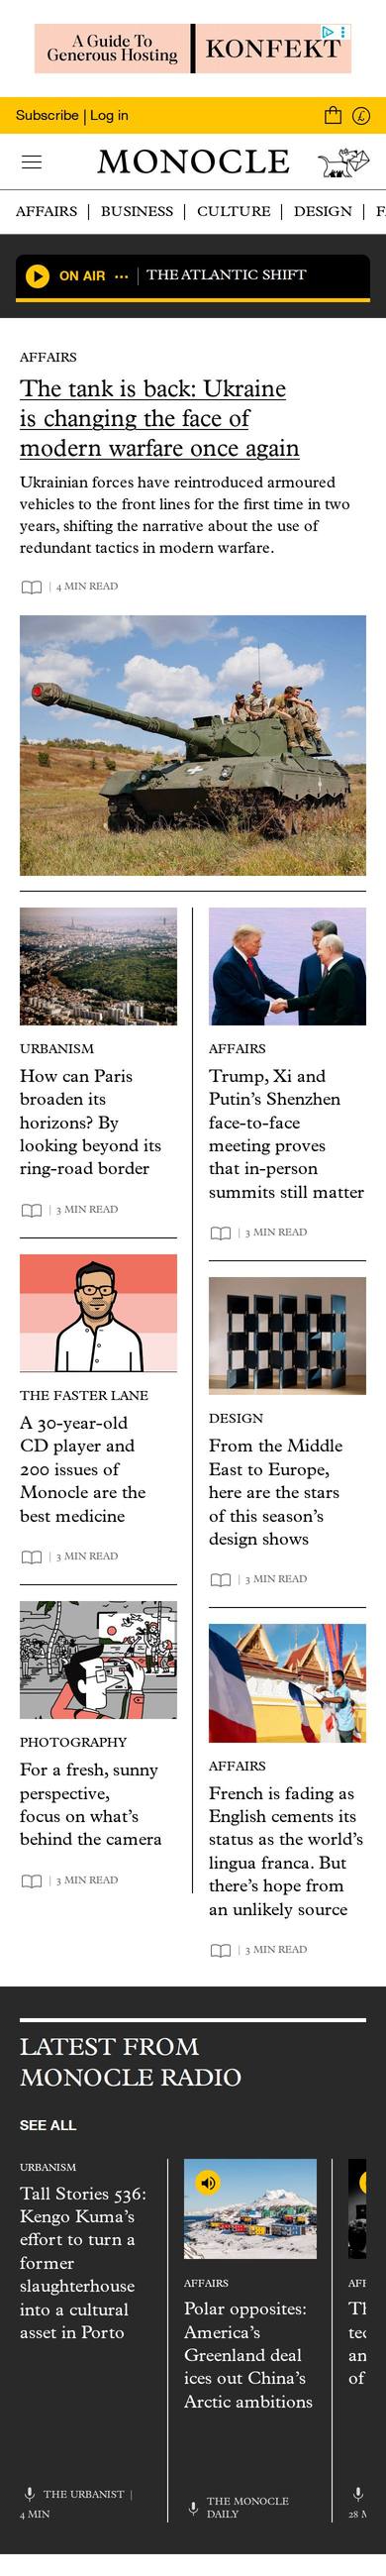 A Guide To
Generous Hosting
KONFEKT
Subscribe | Log in
£
MONOCLE
AFFAIRS | BUSINESS | CULTURE | DESIGN |
ON AIR ••• | THE ATLANTIC SHIFT
AFFAIRS
The tank is back: Ukraine
is changing the face of
modern warfare once again
Ukrainian forces have reintroduced armoured
vehicles to the front lines for the first time in two
years, shifting the narrative about the use of
redundant tactics in modern warfare.
| 4 MIN READ
URBANISM
How can Paris
broaden its
horizons? By
looking beyond its
ring-road border
| 3 MIN READ
THE FASTER LANE
A 30-year-old
CD player and
200 issues of
Monocle are the
best medicine
| 3 MIN READ
PHOTOGRAPHY
For a fresh, sunny
perspective,
focus on what's
behind the camera
| 3 MIN READ
AFFAIRS
Trump, Xi and
Putin's Shenzhen
face-to-face
meeting proves
that in-person
summits still matter
| 3 MIN READ
DESIGN
From the Middle
East to Europe,
here are the stars
of this season's
design shows
| 3 MIN READ
AFFAIRS
French is fading as
English cements its
status as the world's
lingua franca. But
there's hope from
an unlikely source
| 3 MIN READ
LATEST FROM
MONOCLE RADIO
SEE ALL
URBANISM
Tall Stories 536:
Kengo Kuma's
effort to turn a
former
slaughterhouse
into a cultural
asset in Porto
THE URBANIST |
4 MIN
AFFAIRS
Polar opposites:
America's
Greenland deal
ices out China's
Arctic ambitions
THE MONOCLE
DAILY
an
of
28